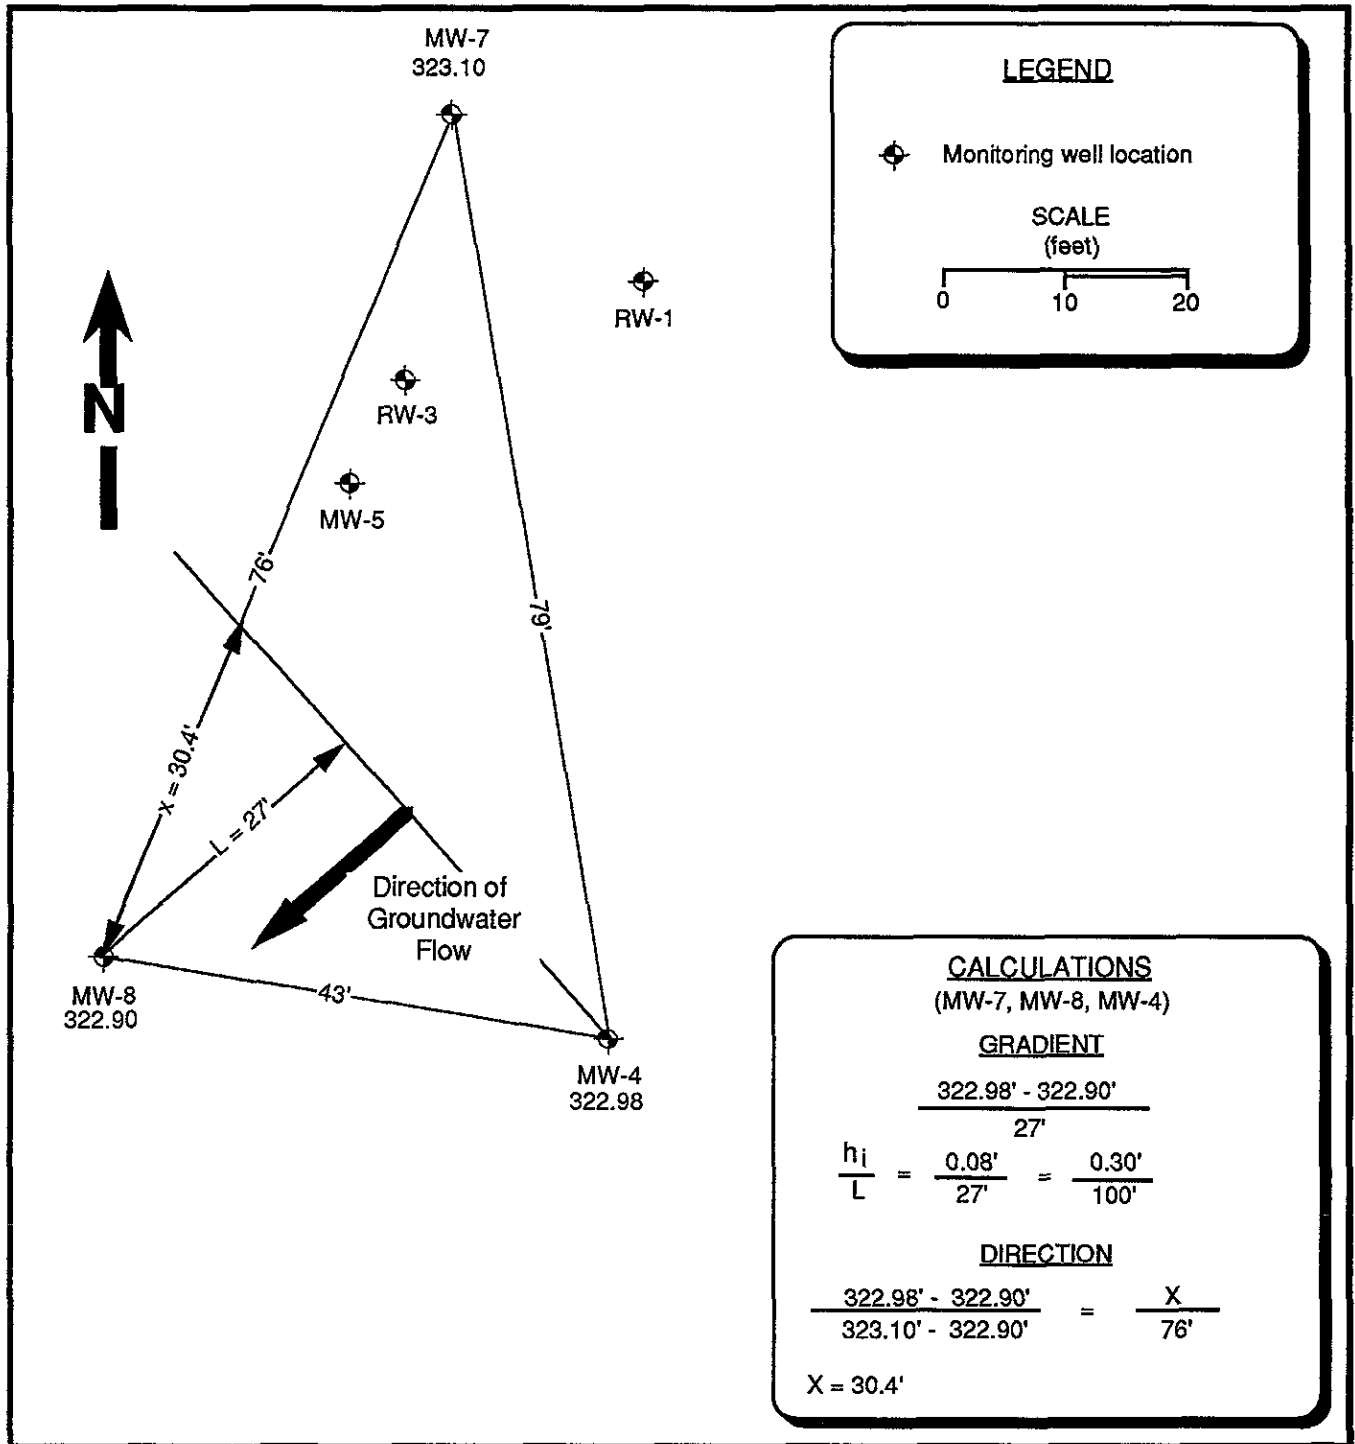 MW-7
323.10
LEGEND
Monitoring well location
SCALE
(feet)
0 10 20
RW-1
N
RW-3
MW-5
76'
79'
x = 30.4'
L = 27'
Direction of
Groundwater
Flow
MW-8
322.90
43'
MW-4
322.98
CALCULATIONS
(MW-7, MW-8, MW-4)
GRADIENT
322.98' - 322.90'
27'
hi = 0.08' = 0.30'
L 27' 100'
DIRECTION
322.98' - 322.90' = X
323.10' - 322.90' 76'
X = 30.4'